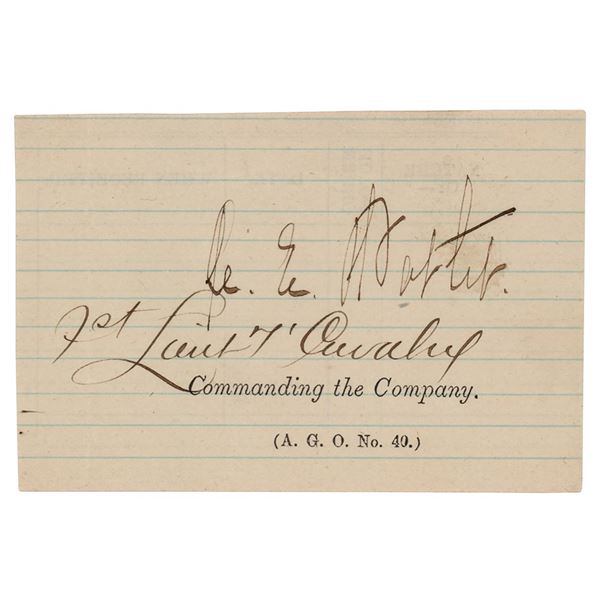 E. Porter.
1st Lieut 7' Cavalry
Commanding the Company.
(A. G. O. No. 40.)